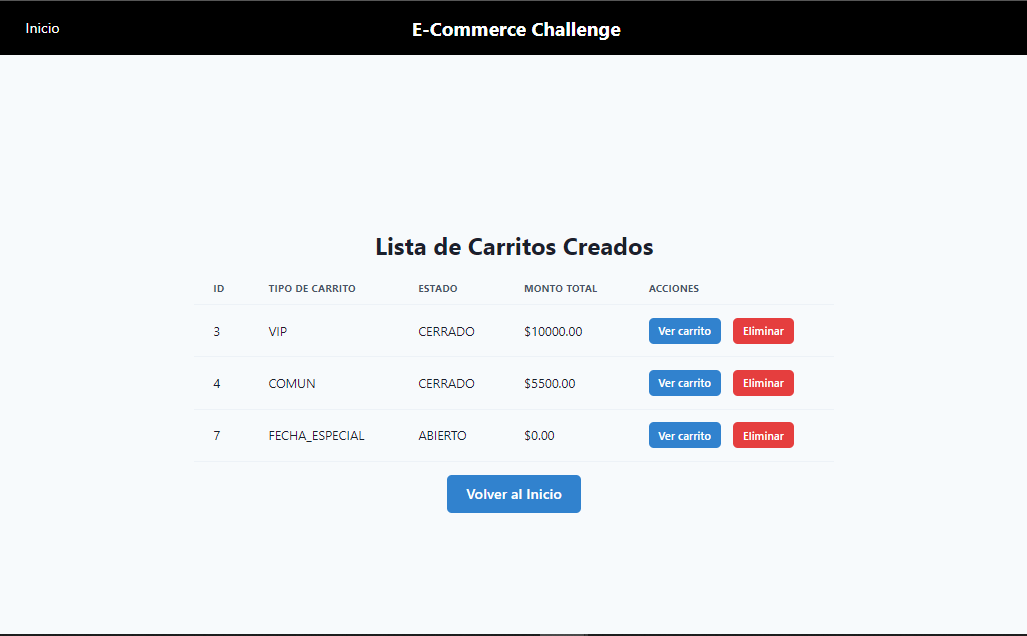 Inicio
E-Commerce Challenge
Lista de Carritos Creados
ID TIPO DE CARRITO ESTADO MONTO TOTAL ACCIONES
3 VIP CERRADO $10000.00 Ver carrito Eliminar
4 COMUN CERRADO $5500.00 Ver carrito Eliminar
7 FECHA_ESPECIAL ABIERTO $0.00 Ver carrito Eliminar
Volver al Inicio